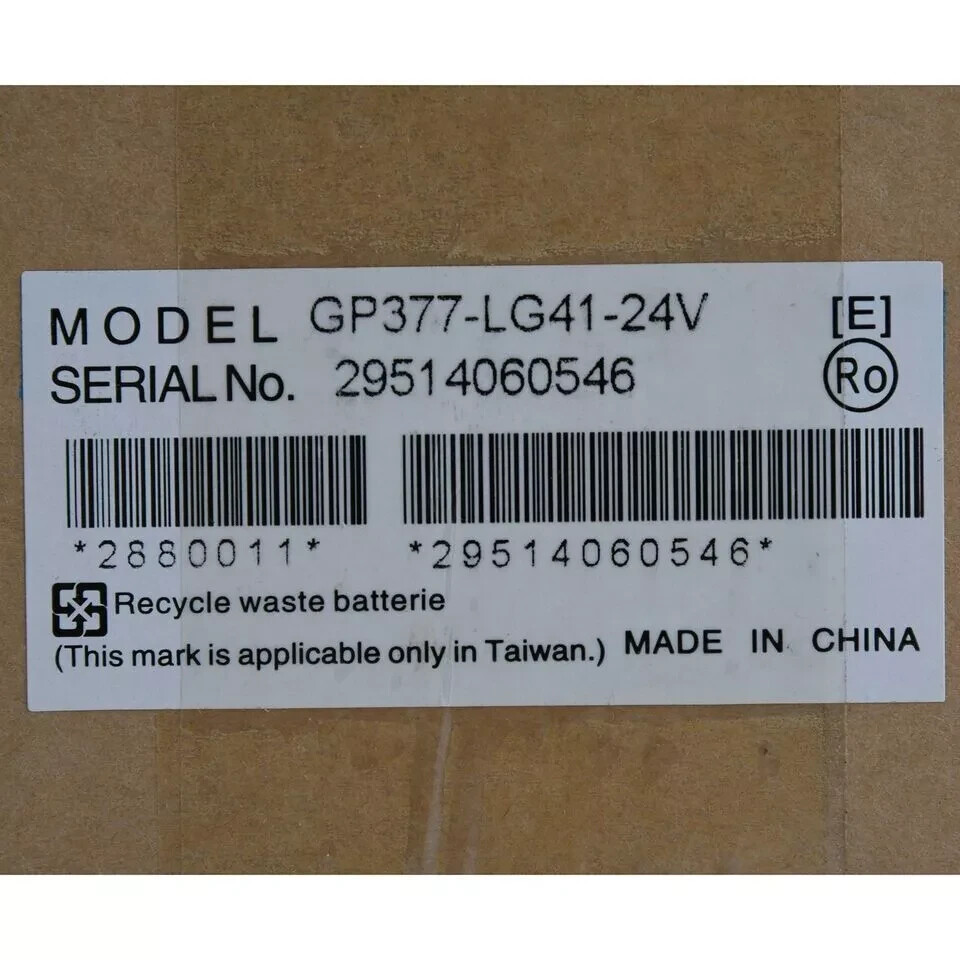 MODEL GP377-LG41-24V [E]
SERIAL No. 29514060546 Ro
*2880011* *29514060546*
Recycle waste batterie
(This mark is applicable only in Taiwan.) MADE IN CHINA